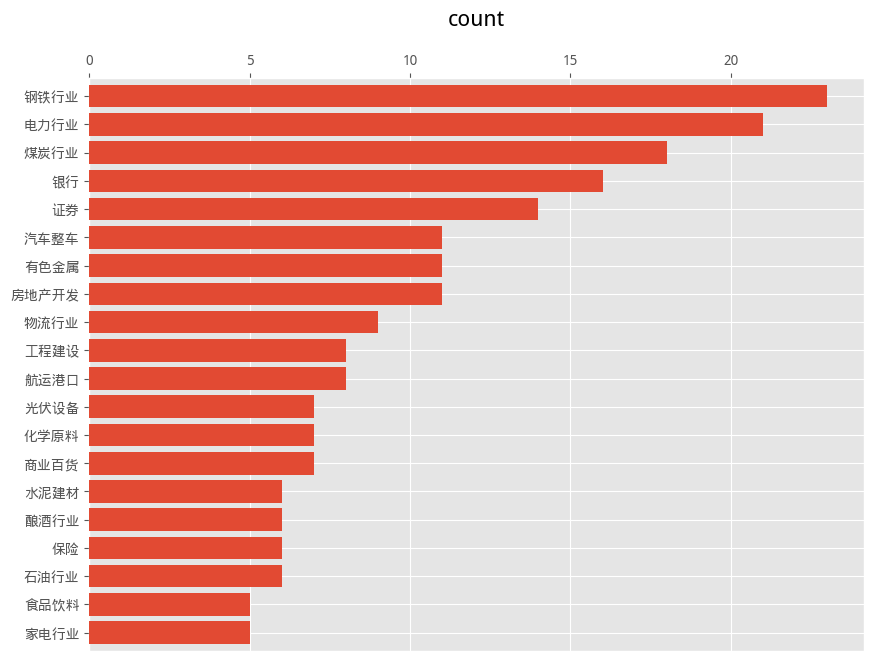 count
0 5 10 15 20
钢铁行业
电力行业
煤炭行业
银行
证券
汽车整车
有色金属
房地产开发
物流行业
工程建设
航运港口
光伏设备
化学原料
商业百货
水泥建材
酿酒行业
保险
石油行业
食品饮料
家电行业